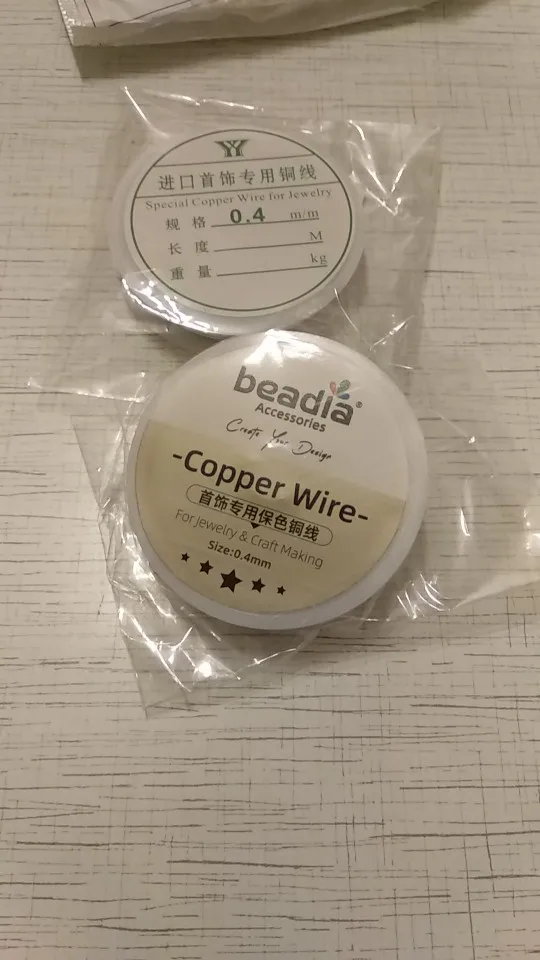 进口首饰专用铜线
Special Copper Wire for Jewelry
规 格 0.4 m/m
长 度 M
重 量 kg
beadia®
Accessories
Create Your Design
-Copper Wire-
首饰专用保色铜线
For Jewelry & Craft Making
Size:0.4mm